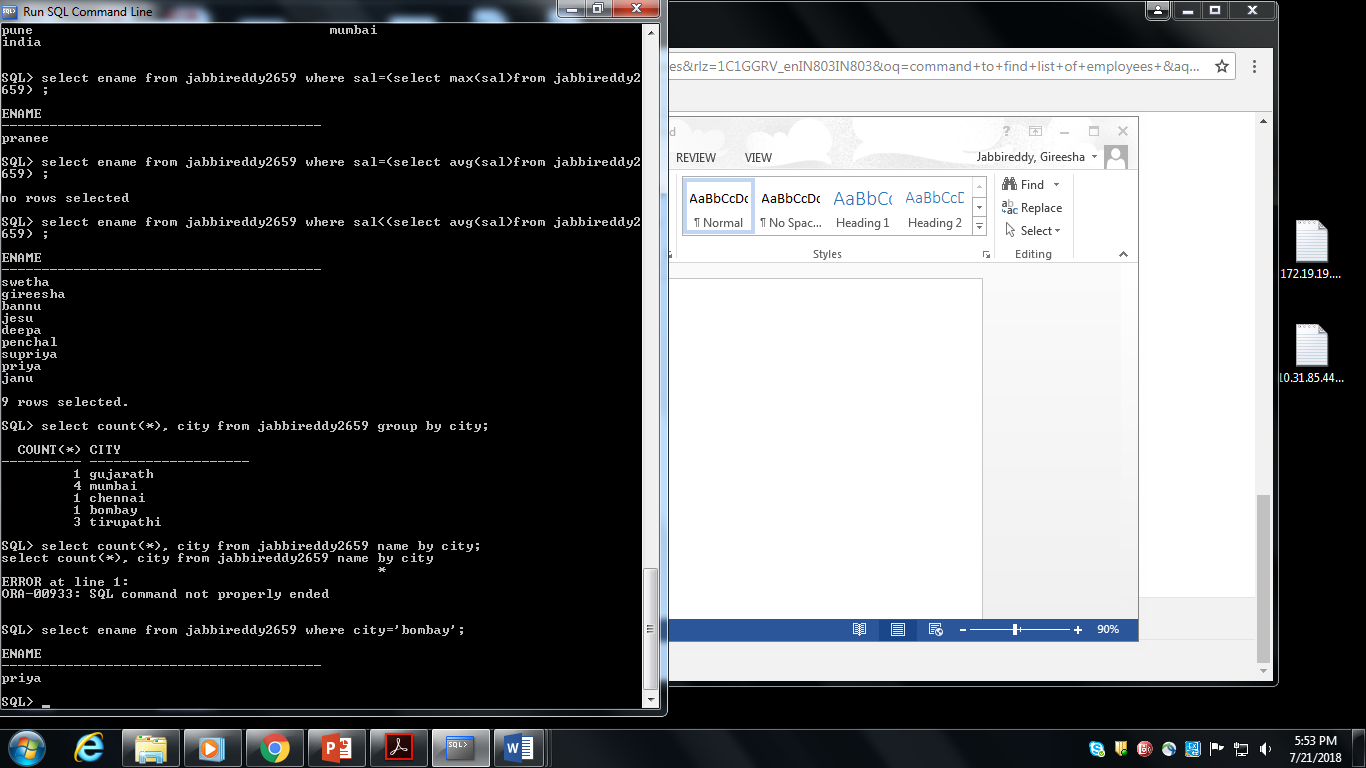 Run SQL Command Line
pune mumbai
india
SQL> select ename from jabbireddy2659 where sal=(select max(sal)from jabbireddy2
659) ;
ENAME
----------------------------------------
pranee
SQL> select ename from jabbireddy2659 where sal=(select avg(sal)from jabbireddy2
659) ;
no rows selected
SQL> select ename from jabbireddy2659 where sal<(select avg(sal)from jabbireddy2
659) ;
ENAME
----------------------------------------
swetha
gireesha
bannu
jesu
deepa
penchal
supriya
priya
janu
9 rows selected.
SQL> select count(*), city from jabbireddy2659 group by city;
COUNT(*) CITY
---------- --------------------
1 gujarath
4 mumbai
1 chennai
1 bombay
3 tirupathi
SQL> select count(*), city from jabbireddy2659 name by city;
select count(*), city from jabbireddy2659 name by city
*
ERROR at line 1:
ORA-00933: SQL command not properly ended
SQL> select ename from jabbireddy2659 where city='bombay';
ENAME
----------------------------------------
priya
SQL> _
es&rlz=1C1GGRV_enIN803IN803&oq=command+to+find+list+of+employees+&aq...
d
REVIEW VIEW
Jabbireddy, Gireesha
AaBbCcDc AaBbCcDc AaBbCc AaBbCcD
¶ Normal ¶ No Spac... Heading 1 Heading 2
Styles
Find
Replace
Select
Editing
90%
172.19.19....
10.31.85.44...
5:53 PM
7/21/2018